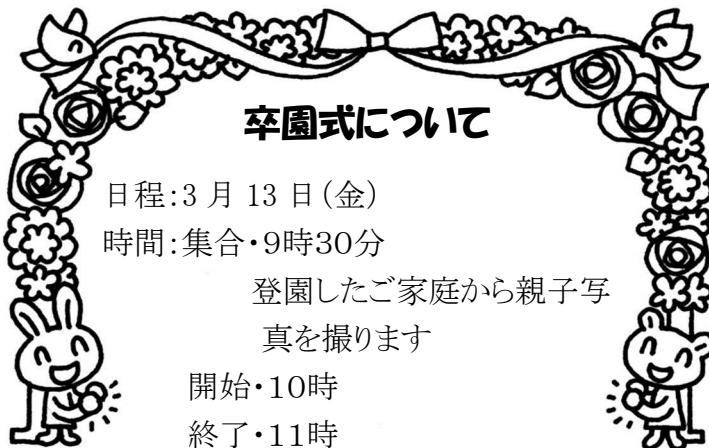 卒園式について
日程:3月13日(金)
時間:集合・9時30分
登園したご家庭から親子写
真を撮ります
開始・10時
終了・11時